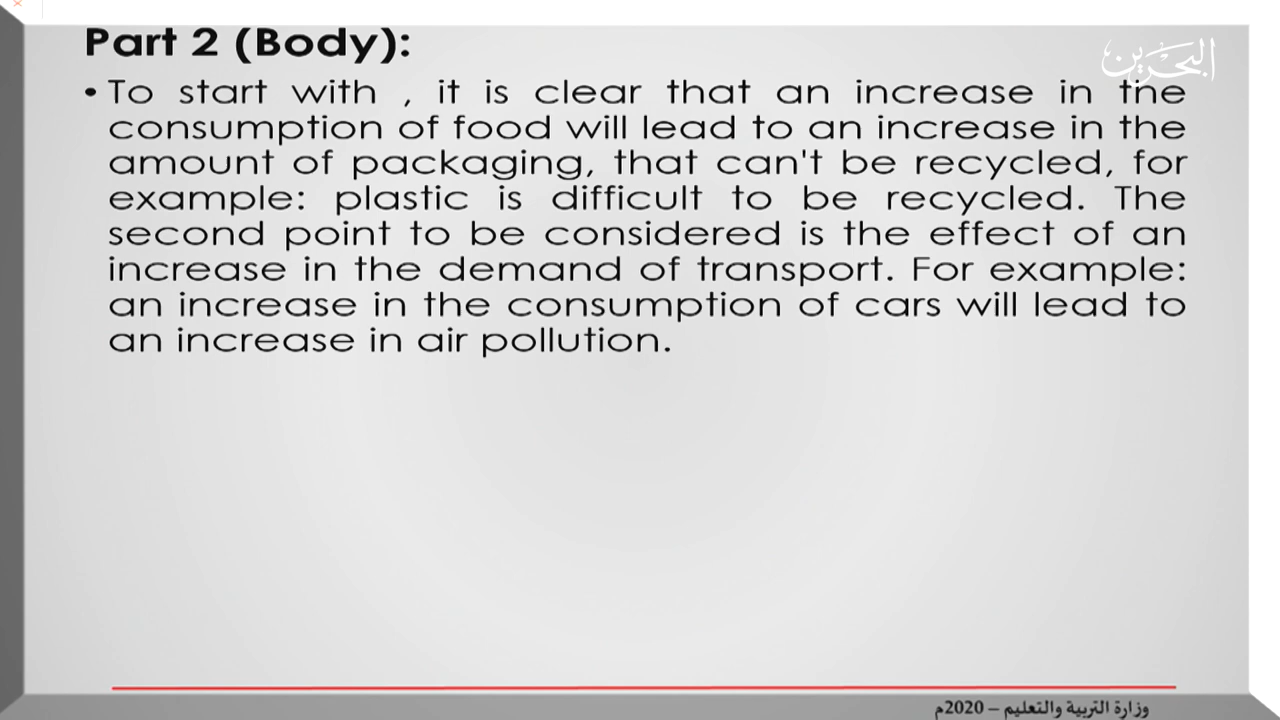 البحرين
Part 2 (Body):
• To start with , it is clear that an increase in the
consumption of food will lead to an increase in the
amount of packaging, that can't be recycled, for
example: plastic is difficult to be recycled. The
second point to be considered is the effect of an
increase in the demand of transport. For example:
an increase in the consumption of cars will lead to
an increase in air pollution.
وزارة التربية والتعليم – 2020م